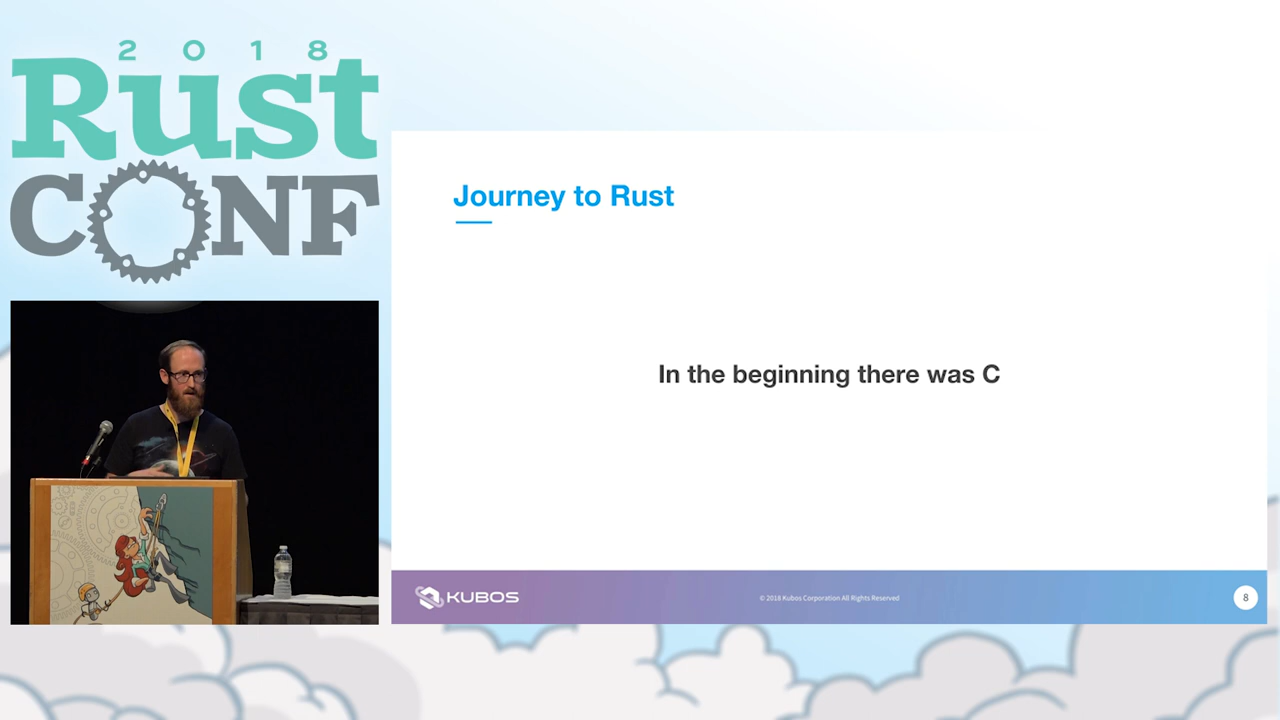 2018
Rust
CONF
Journey to Rust
In the beginning there was C
KUBOS
© 2018 Kubos Corporation All Rights Reserved
8